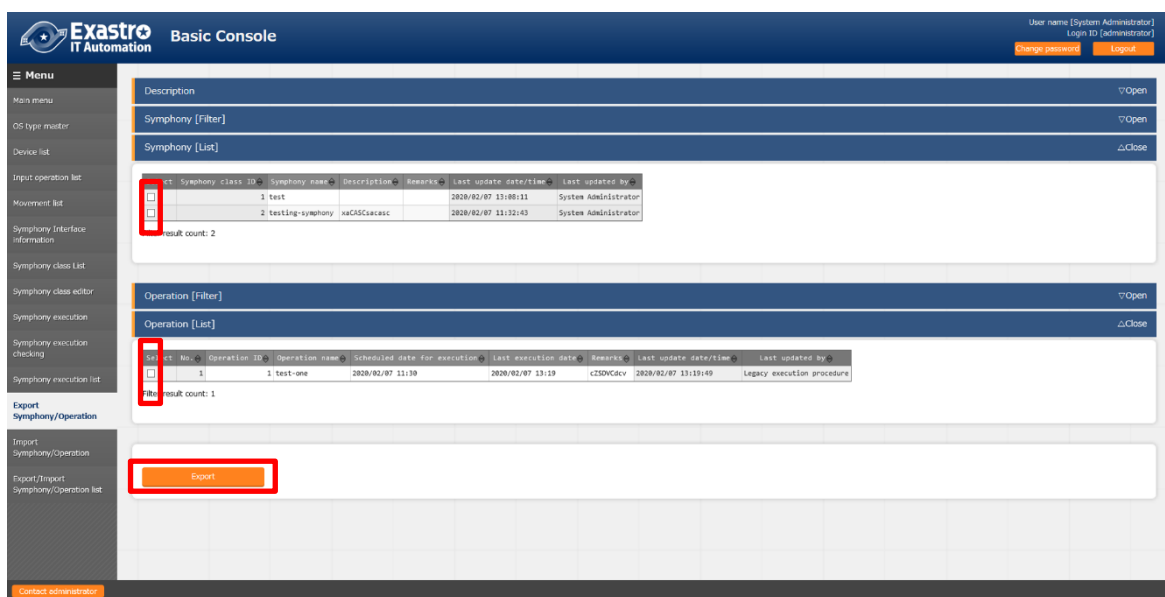 Exastro
IT Automation
Basic Console
User name [System Administrator]
Login ID [administrator]
Change password
Logout
☰ Menu
Main menu
OS type master
Device list
Input operation list
Movement list
Symphony Interface
information
Symphony class List
Symphony class editor
Symphony execution
Symphony execution
checking
Symphony execution list
Export
Symphony/Operation
Import
Symphony/Operation
Export/Import
Symphony/Operation list
Description ▽Open
Symphony [Filter] ▽Open
Symphony [List] △Close
Symphony class ID Symphony name Description Remarks Last update date/time Last updated by
1 test 2020/02/07 13:08:11 System Administrator
2 testing-symphony xaCASCsacasc 2020/02/07 11:32:43 System Administrator
Filter result count: 2
Operation [Filter] ▽Open
Operation [List] △Close
Select No. Operation ID Operation name Scheduled date for execution Last execution date Remarks Last update date/time Last updated by
1 1 test-one 2020/02/07 11:30 2020/02/07 13:19 cZSDVCdcv 2020/02/07 13:19:49 Legacy execution procedure
Filter result count: 1
Export
Contact administrator